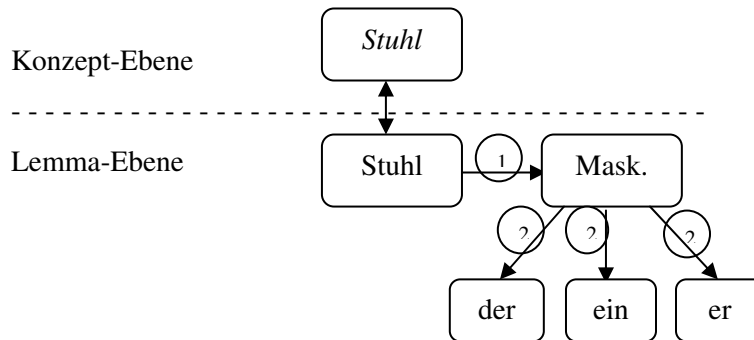 Stuhl
Konzept-Ebene
Lemma-Ebene
Stuhl
1
Mask.
2
2
2
der
ein
er